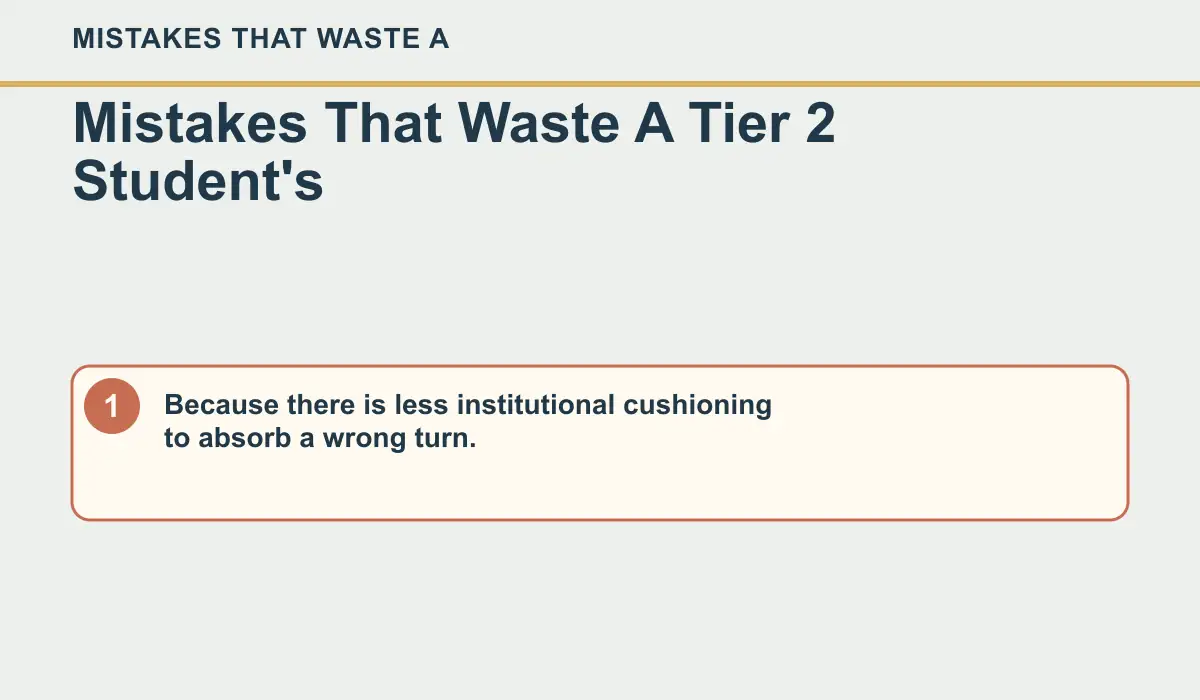 MISTAKES THAT WASTE A
Mistakes That Waste A Tier 2
Student's
1
Because there is less institutional cushioning
to absorb a wrong turn.